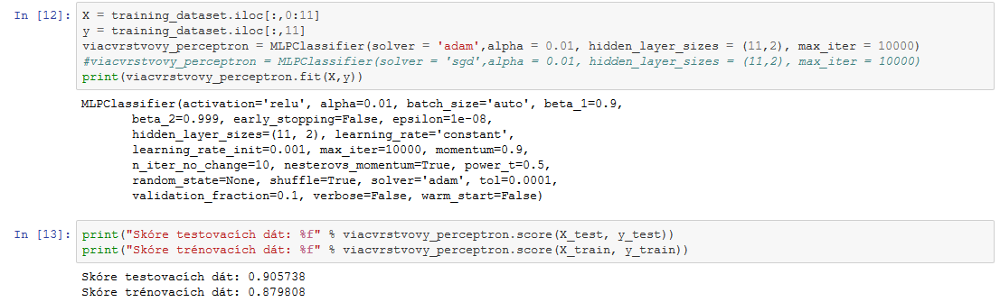 In [12]: X = training_dataset.iloc[:,0:11]
y = training_dataset.iloc[:,11]
viacvrstvovy_perceptron = MLPClassifier(solver = 'adam',alpha = 0.01, hidden_layer_sizes = (11,2), max_iter = 10000)
#viacvrstvovy_perceptron = MLPClassifier(solver = 'sgd',alpha = 0.01, hidden_layer_sizes = (11,2), max_iter = 10000)
print(viacvrstvovy_perceptron.fit(X,y))
MLPClassifier(activation='relu', alpha=0.01, batch_size='auto', beta_1=0.9,
beta_2=0.999, early_stopping=False, epsilon=1e-08,
hidden_layer_sizes=(11, 2), learning_rate='constant',
learning_rate_init=0.001, max_iter=10000, momentum=0.9,
n_iter_no_change=10, nesterovs_momentum=True, power_t=0.5,
random_state=None, shuffle=True, solver='adam', tol=0.0001,
validation_fraction=0.1, verbose=False, warm_start=False)
In [13]: print("Skóre testovacích dát: %f" % viacvrstvovy_perceptron.score(X_test, y_test))
print("Skóre trénovacích dát: %f" % viacvrstvovy_perceptron.score(X_train, y_train))
Skóre testovacích dát: 0.905738
Skóre trénovacích dát: 0.879808